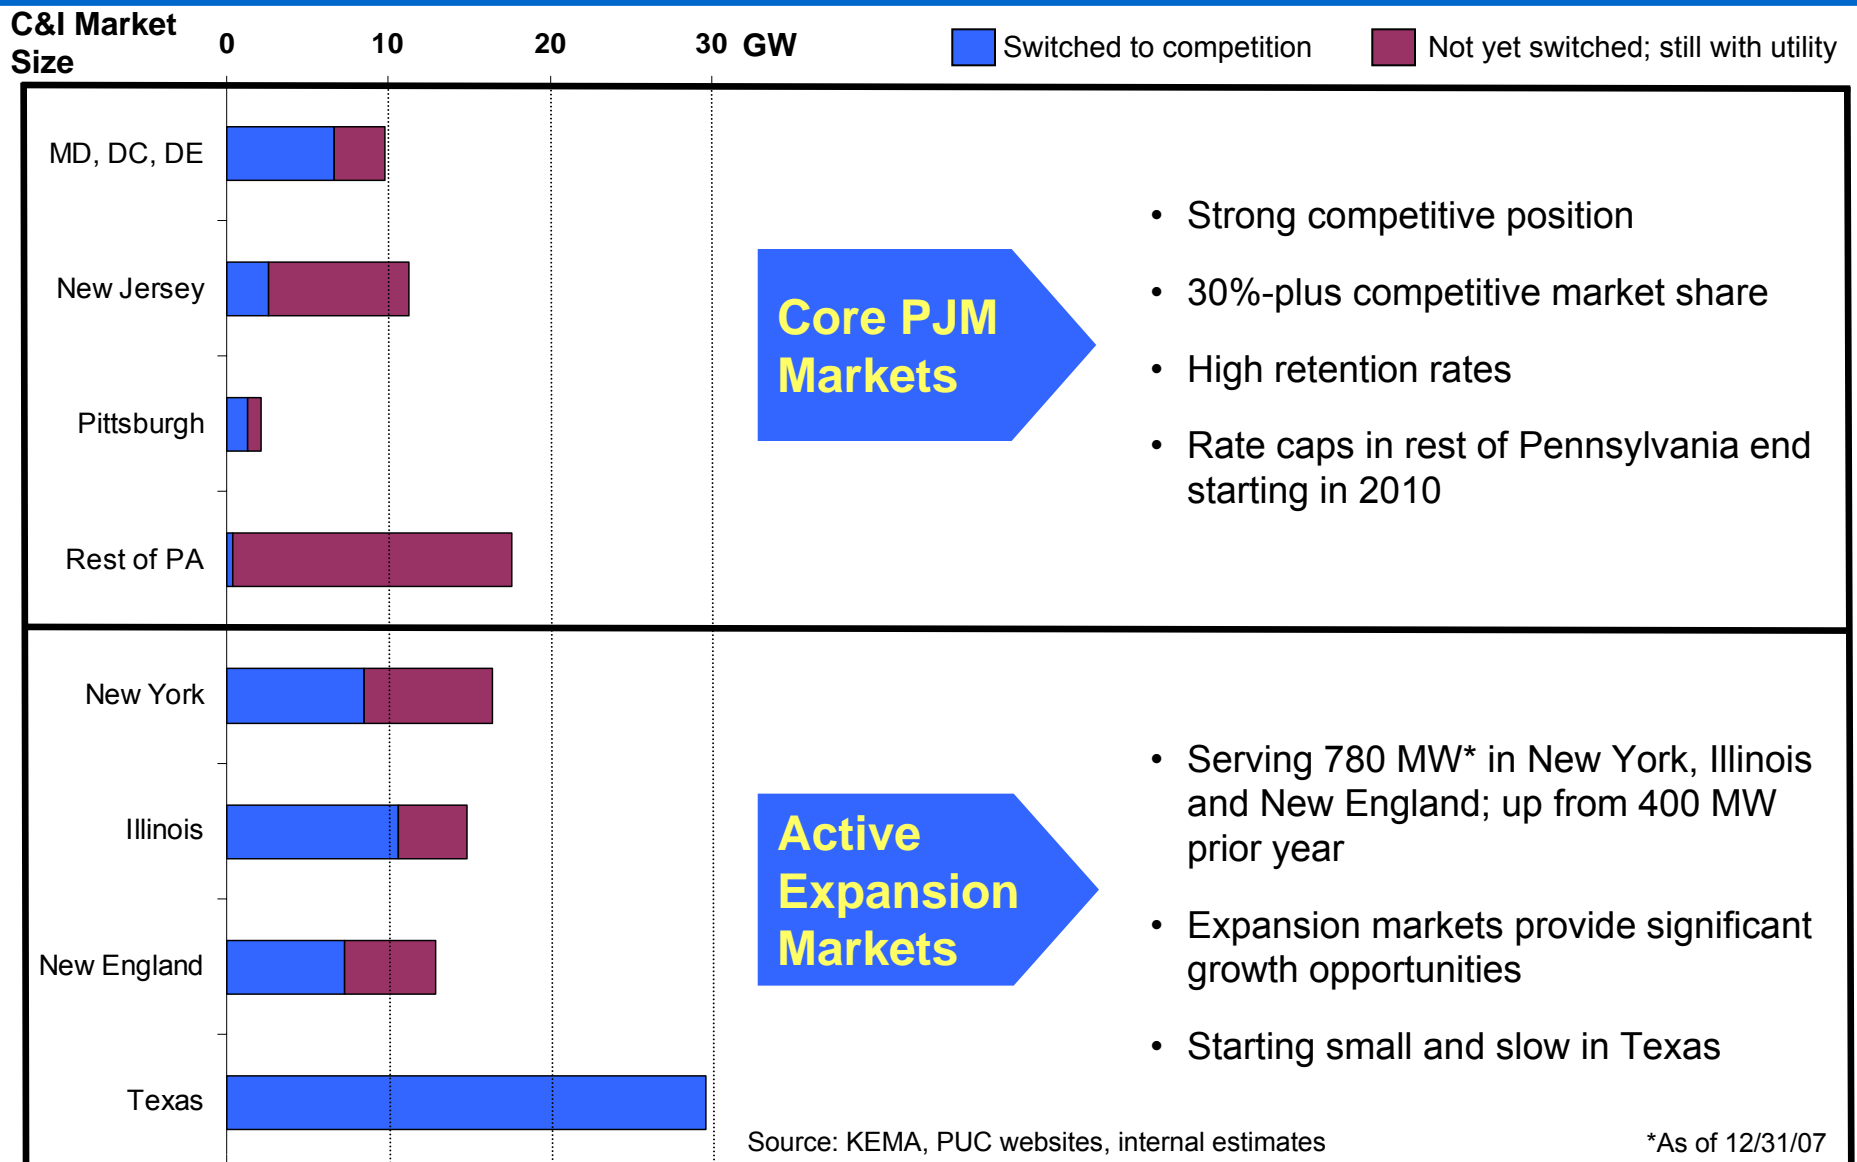 C&I Market
Size
0 10 20 30 GW
Switched to competition
Not yet switched; still with utility
MD, DC, DE
New Jersey
Pittsburgh
Rest of PA
Core PJM
Markets
• Strong competitive position
• 30%-plus competitive market share
• High retention rates
• Rate caps in rest of Pennsylvania end
starting in 2010
New York
Illinois
New England
Texas
Active
Expansion
Markets
• Serving 780 MW* in New York, Illinois
and New England; up from 400 MW
prior year
• Expansion markets provide significant
growth opportunities
• Starting small and slow in Texas
Source: KEMA, PUC websites, internal estimates
*As of 12/31/07